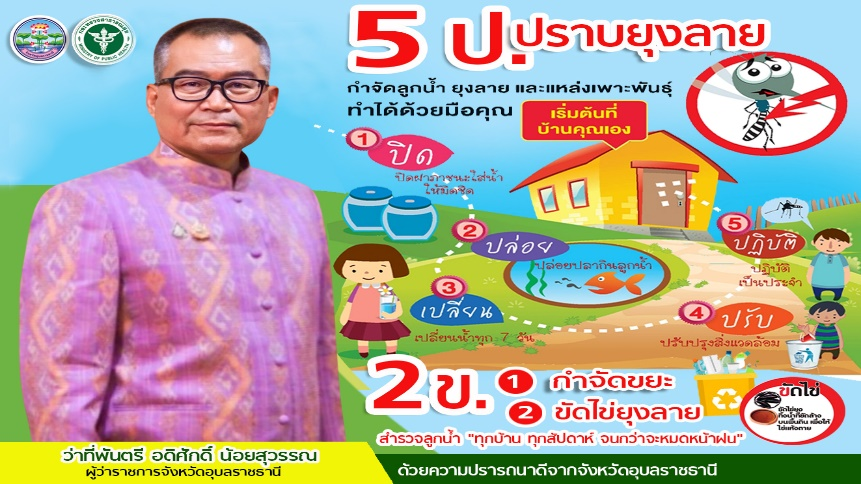 5 ป.ปราบยุงลาย
กำจัดลูกน้ำ ยุงลาย และแหล่งเพาะพันธุ์
ทำได้ด้วยมือคุณ
เริ่มต้นที่
บ้านคุณเอง
1 ปิด
ปิดฝาภาชนะใส่น้ำ
ให้มิดชิด
2 ปล่อย
ปล่อยปลากินลูกน้ำ
3 เปลี่ยน
เปลี่ยนน้ำทุก 7 วัน
4 ปรับ
ปรับปรุงสิ่งแวดล้อม
5 ปฏิบัติ
ปฏิบัติ
เป็นประจำ
2 ข. 1 กำจัดขยะ
2 ขัดไข่ยุงลาย
สำรวจลูกน้ำ "ทุกบ้าน ทุกสัปดาห์ จนกว่าจะหมดหน้าฝน"
ขัดไข่
ว่าที่พันตรี อดิศักดิ์ น้อยสุวรรณ
ผู้ว่าราชการจังหวัดอุบลราชธานี
ด้วยความปรารถนาดีจากจังหวัดอุบลราชธานี
MINISTRY OF PUBLIC HEALTH